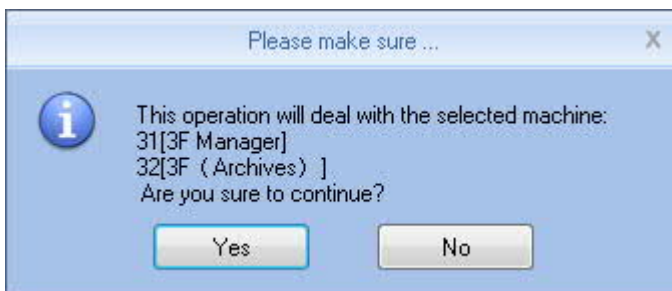 Please make sure ...
X
This operation will deal with the selected machine:
31[3F Manager]
32[3F（Archives）]
Are you sure to continue?
Yes No